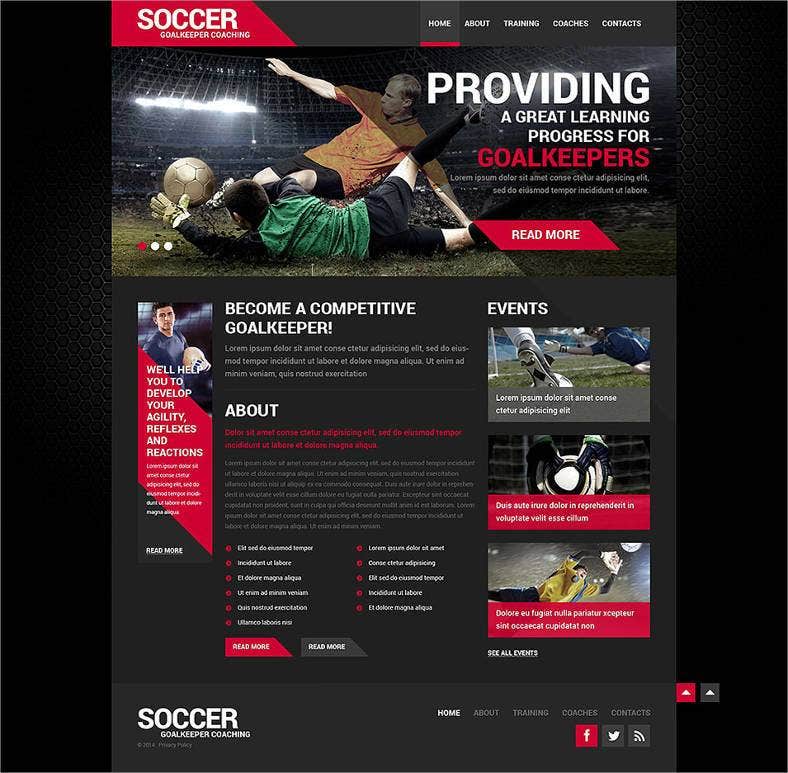 SOCCER
GOALKEEPER COACHING
HOME ABOUT TRAINING COACHES CONTACTS
PROVIDING
A GREAT LEARNING
PROGRESS FOR
GOALKEEPERS
Lorem ipsum dolor sit amet conse ctetur adipisicing elit,
sed do eiusmod tempor incididunt ut labore.
READ MORE
WE'LL HELP
YOU TO
DEVELOP
YOUR
AGILITY,
REFLEXES
AND
REACTIONS
Lorem ipsum dolor sit
amet conse ctetur
adipisicing elit, sed do
eiusmod tempor incidi-
dunt ut labore et dolore
magna aliqua.
READ MORE
BECOME A COMPETITIVE
GOALKEEPER!
Lorem ipsum dolor sit amet conse ctetur adipisicing elit, sed do eius-
mod tempor incididunt ut labore et dolore magna aliqua. Ut enim ad
minim veniam, quis nostrud exercitation
ABOUT
Dolor sit amet conse ctetur adipisicing elit, sed do eiusmod tempor
incididunt ut labore et dolore magna aliqua.
Lorem ipsum dolor sit amet conse ctetur adipisicing elit, sed do eiusmod tempor incididunt
ut labore et dolore magna aliqua. Ut enim ad minim veniam, quis nostrud exercitation ullamco
laboris nisi ut aliquip ex ea commodo consequat. Duis aute irure dolor in reprehenderit in
voluptate velit esse cillum dolore eu fugiat nulla pariatur. Excepteur sint occaecat
cupidatat non proident, sunt in culpa qui officia deserunt mollit anim id est laborum. Lorem
ipsum dolor sit amet conse ctetur adipisicing elit, sed do eiusmod tempor incididunt ut labore et
dolore magna aliqua. Ut enim ad minim veniam.
Elit sed do eiusmod tempor
Incididunt ut labore
Et dolore magna aliqua
Ut enim ad minim veniam
Quis nostrud exercitation
Ullamco laboris nisi
Lorem ipsum dolor sit amet
Conse ctetur adipisicing
Elit sed do eiusmod tempor
Incididunt ut labore
Et dolore magna aliqua
READ MORE READ MORE
EVENTS
Lorem ipsum dolor sit amet conse
ctetur adipisicing elit
Duis aute irure dolor in reprehenderit in
voluptate velit esse cillum
Dolore eu fugiat nulla pariatur xcepteur
sint occaecat cupidatat non
SEE ALL EVENTS
SOCCER
GOALKEEPER COACHING
© 2014 Privacy Policy
HOME ABOUT TRAINING COACHES CONTACTS